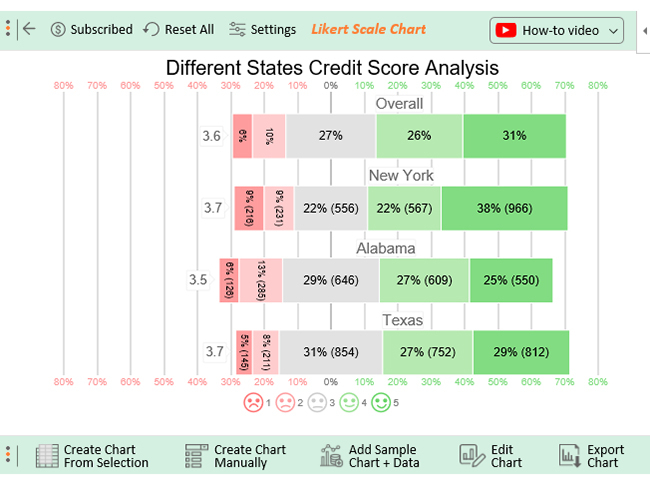 Subscribed Reset All Settings Likert Scale Chart How-to video
Different States Credit Score Analysis
80% 70% 60% 50% 40% 30% 20% 10% 0% 10% 20% 30% 40% 50% 60% 70% 80%
Overall
3.6 6% 10% 27% 26% 31%
New York
3.7 9% (216) 9% (231) 22% (556) 22% (567) 38% (966)
Alabama
3.5 6% (126) 13% (285) 29% (646) 27% (609) 25% (550)
Texas
3.7 5% (145) 8% (211) 31% (854) 27% (752) 29% (812)
80% 70% 60% 50% 40% 30% 20% 10% 0% 10% 20% 30% 40% 50% 60% 70% 80%
1 2 3 4 5
Create Chart From Selection
Create Chart Manually
Add Sample Chart + Data
Edit Chart
Export Chart